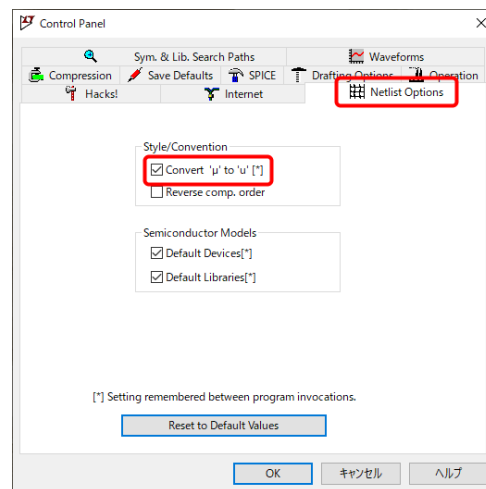 Control Panel
Sym. & Lib. Search Paths Waveforms
Compression Save Defaults SPICE Drafting Options Operation
Hacks! Internet Netlist Options
Style/Convention
Convert 'µ' to 'u' [*]
Reverse comp. order
Semiconductor Models
Default Devices[*]
Default Libraries[*]
[*] Setting remembered between program invocations.
Reset to Default Values
OK キャンセル ヘルプ